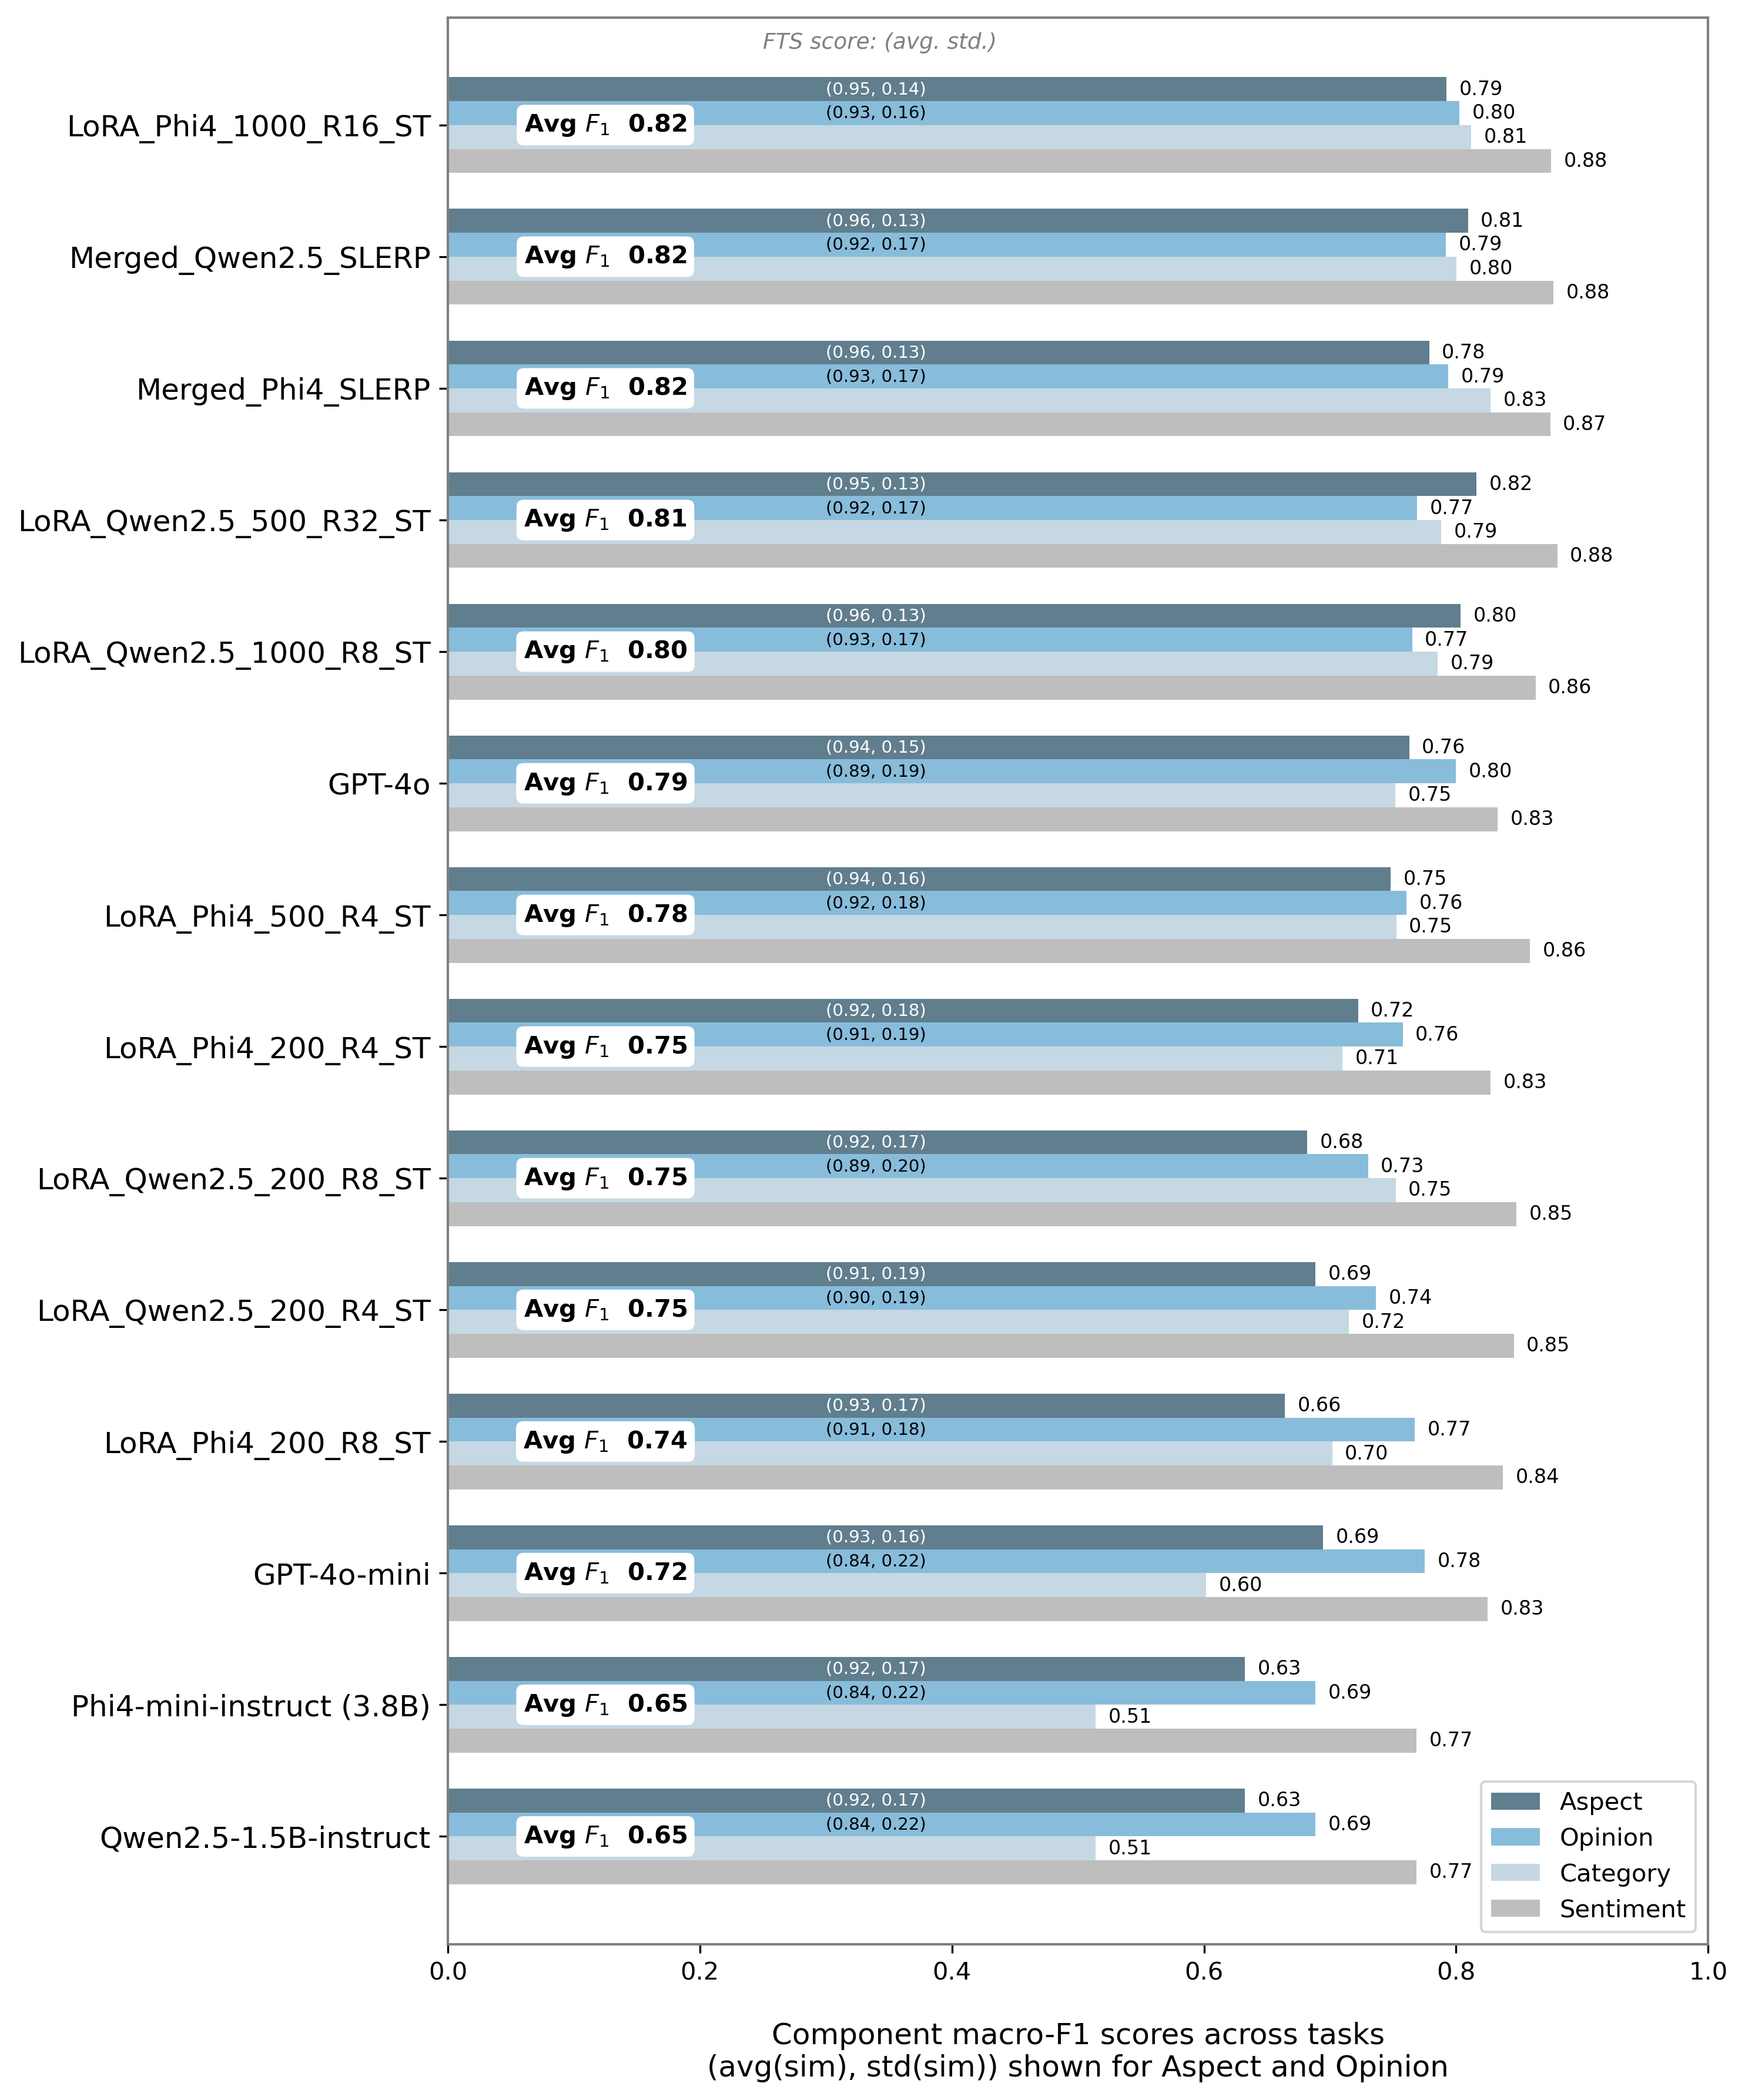 FTS score: (avg. std.)
LoRA_Phi4_1000_R16_ST
(0.95, 0.14)
0.79
(0.93, 0.16)
0.80
Avg F1 0.82
0.81
0.88
Merged_Qwen2.5_SLERP
(0.96, 0.13)
0.81
(0.92, 0.17)
0.79
Avg F1 0.82
0.80
0.88
Merged_Phi4_SLERP
(0.96, 0.13)
0.78
(0.93, 0.17)
0.79
Avg F1 0.82
0.83
0.87
LoRA_Qwen2.5_500_R32_ST
(0.95, 0.13)
0.82
(0.92, 0.17)
0.77
Avg F1 0.81
0.79
0.88
LoRA_Qwen2.5_1000_R8_ST
(0.96, 0.13)
0.80
(0.93, 0.17)
0.77
Avg F1 0.80
0.79
0.86
GPT-4o
(0.94, 0.15)
0.76
(0.89, 0.19)
0.80
Avg F1 0.79
0.75
0.83
LoRA_Phi4_500_R4_ST
(0.94, 0.16)
0.75
(0.92, 0.18)
0.76
Avg F1 0.78
0.75
0.86
LoRA_Phi4_200_R4_ST
(0.92, 0.18)
0.72
(0.91, 0.19)
0.76
Avg F1 0.75
0.71
0.83
LoRA_Qwen2.5_200_R8_ST
(0.92, 0.17)
0.68
(0.89, 0.20)
0.73
Avg F1 0.75
0.75
0.85
LoRA_Qwen2.5_200_R4_ST
(0.91, 0.19)
0.69
(0.90, 0.19)
0.74
Avg F1 0.75
0.72
0.85
LoRA_Phi4_200_R8_ST
(0.93, 0.17)
0.66
(0.91, 0.18)
0.77
Avg F1 0.74
0.70
0.84
GPT-4o-mini
(0.93, 0.16)
0.69
(0.84, 0.22)
0.78
Avg F1 0.72
0.60
0.83
Phi4-mini-instruct (3.8B)
(0.92, 0.17)
0.63
(0.84, 0.22)
0.69
Avg F1 0.65
0.51
0.77
Qwen2.5-1.5B-instruct
(0.92, 0.17)
0.63
(0.84, 0.22)
0.69
Avg F1 0.65
0.51
0.77
Aspect
Opinion
Category
Sentiment
0.0 0.2 0.4 0.6 0.8 1.0
Component macro-F1 scores across tasks
(avg(sim), std(sim)) shown for Aspect and Opinion